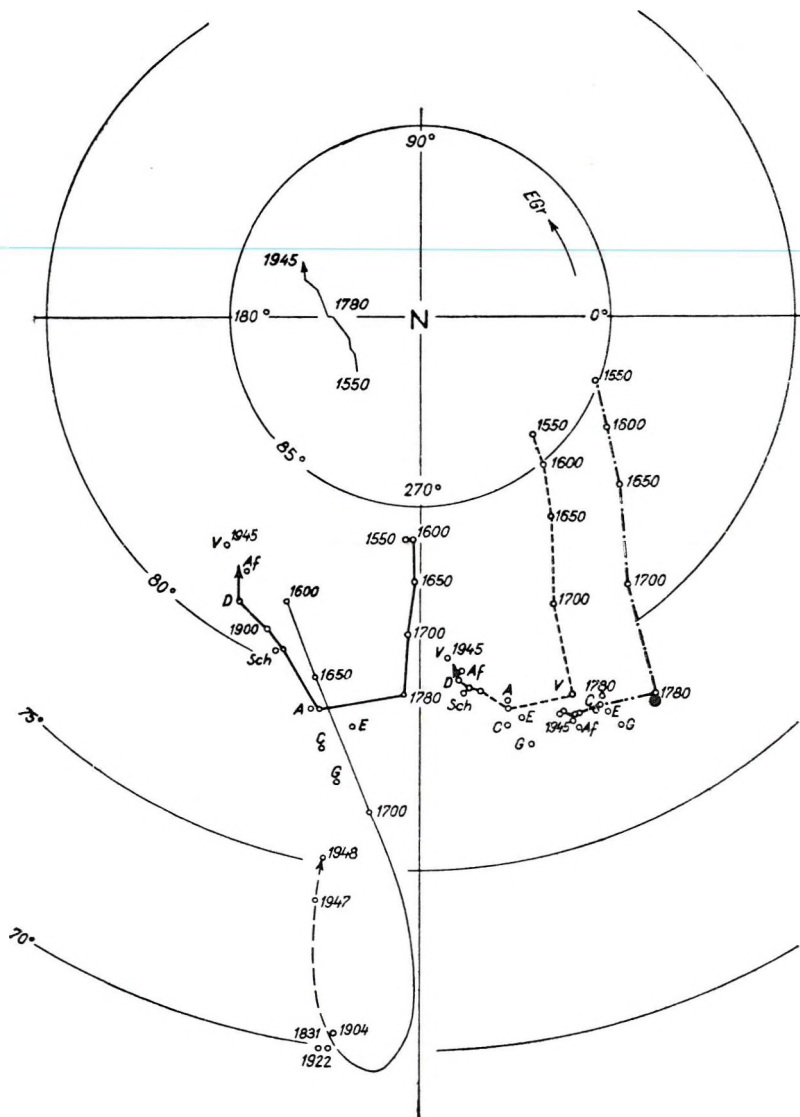 90°
EGr
1945
1780
180°
N
0°
1550
1550
1550
1600
1600
85°
1650
270°
1650
V 1945
Af
1550
1600
80°
1600
1650
1700
D
1700
1900
1700
Sch
V 1945
Af
1650
D
A
V
1780
1780
1780
Sch
A
E
C
E
E
G
75°
C
G
1945
Af
G
1700
1948
1947
70°
1904
1831
1922